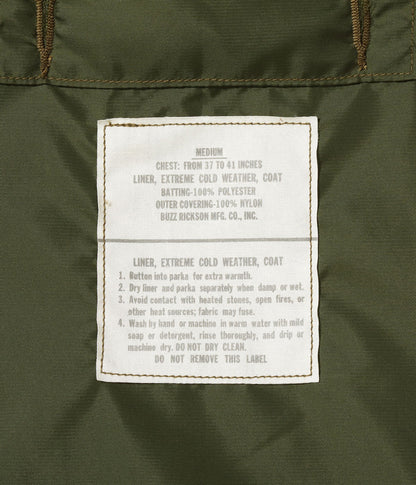 MEDIUM
CHEST: FROM 37 TO 41 INCHES
LINER, EXTREME COLD WEATHER, COAT
BATTING-100% POLYESTER
OUTER COVERING-100% NYLON
BUZZ RICKSON MFG. CO., INC.
LINER, EXTREME COLD WEATHER, COAT
1. Button into parka for extra warmth.
2. Dry liner and parka separately when damp or wet.
3. Avoid contact with heated stones, open fires, or
other heat sources; fabric may fuse.
4. Wash by hand or machine in warm water with mild
soap or detergent, rinse thoroughly, and drip or
machine dry. DO NOT DRY CLEAN.
DO NOT REMOVE THIS LABEL